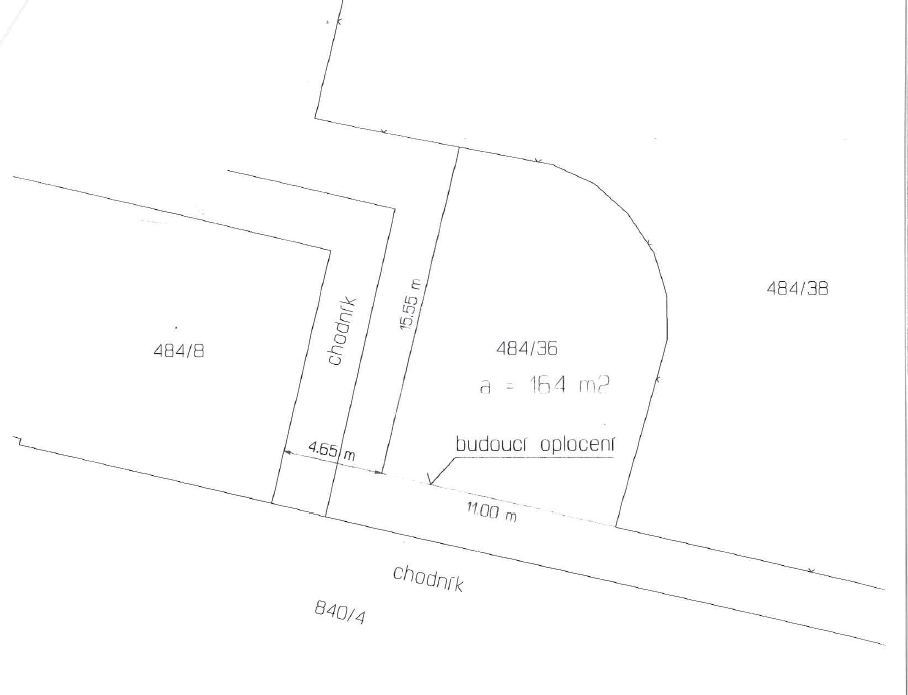 484/38
15.55 m
chodník
484/8
484/36
a = 164 m2
budoucí oplocení
4.65 m
11.00 m
chodník
840/4